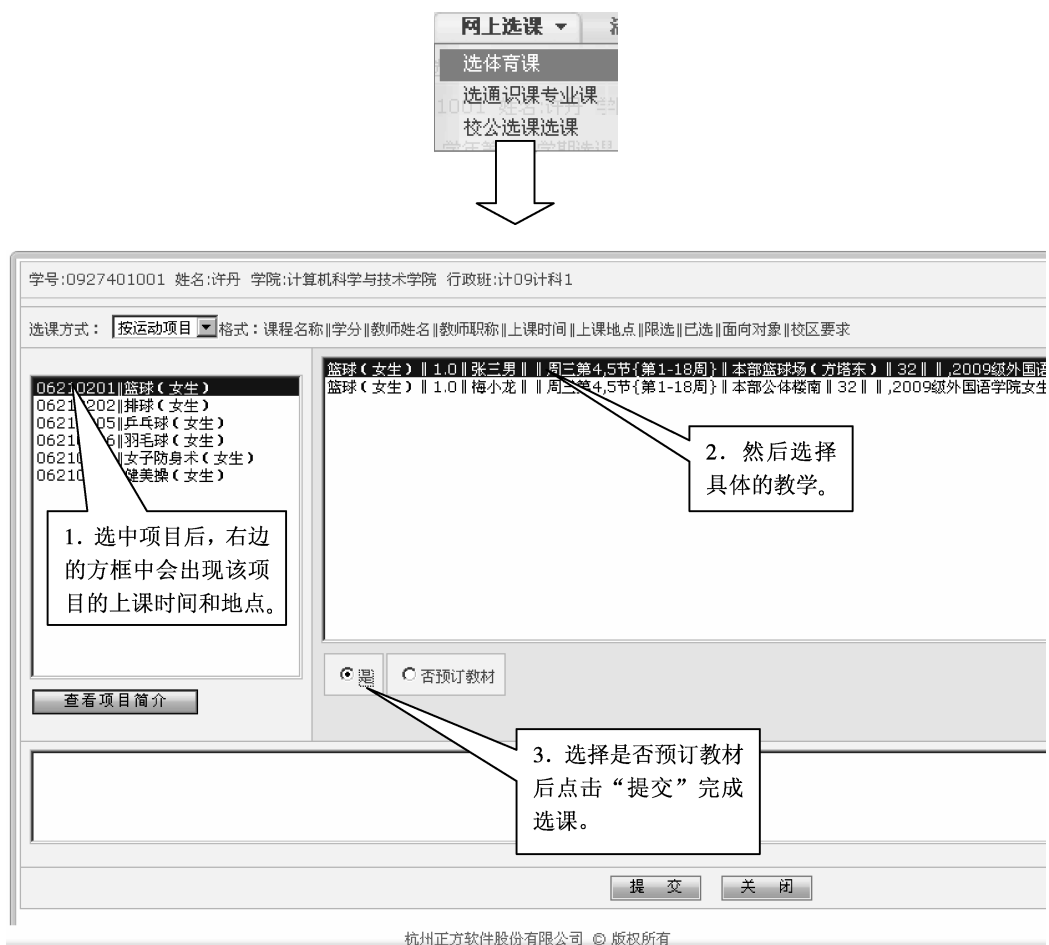 网上选课
选体育课
选通识课专业课
校公选课选课
学号:0927401001 姓名:许丹 学院:计算机科学与技术学院 行政班:计09计科1
选课方式： 按运动项目 格式：课程名称‖学分‖教师姓名‖教师职称‖上课时间‖上课地点‖限选‖已选‖面向对象‖校区要求
06210201‖篮球（女生）
06210202‖排球（女生）
05‖乒乓球（女生）
6‖羽毛球（女生）
‖女子防身术（女生）
健美操（女生）
篮球（女生）‖1.0‖张三男‖‖周三第4,5节{第1-18周}‖本部篮球场（方塔东）‖32‖‖,2009级外国语
篮球（女生）‖1.0‖梅小龙‖‖周三第4,5节{第1-18周}‖本部公体楼南‖32‖‖,2009级外国语学院女生
1. 选中项目后，右边
的方框中会出现该项
目的上课时间和地点。
2. 然后选择
具体的教学。
是 否预订教材
查看项目简介
3. 选择是否预订教材
后点击“提交”完成
选课。
提 交 关 闭
杭州正方软件股份有限公司 © 版权所有